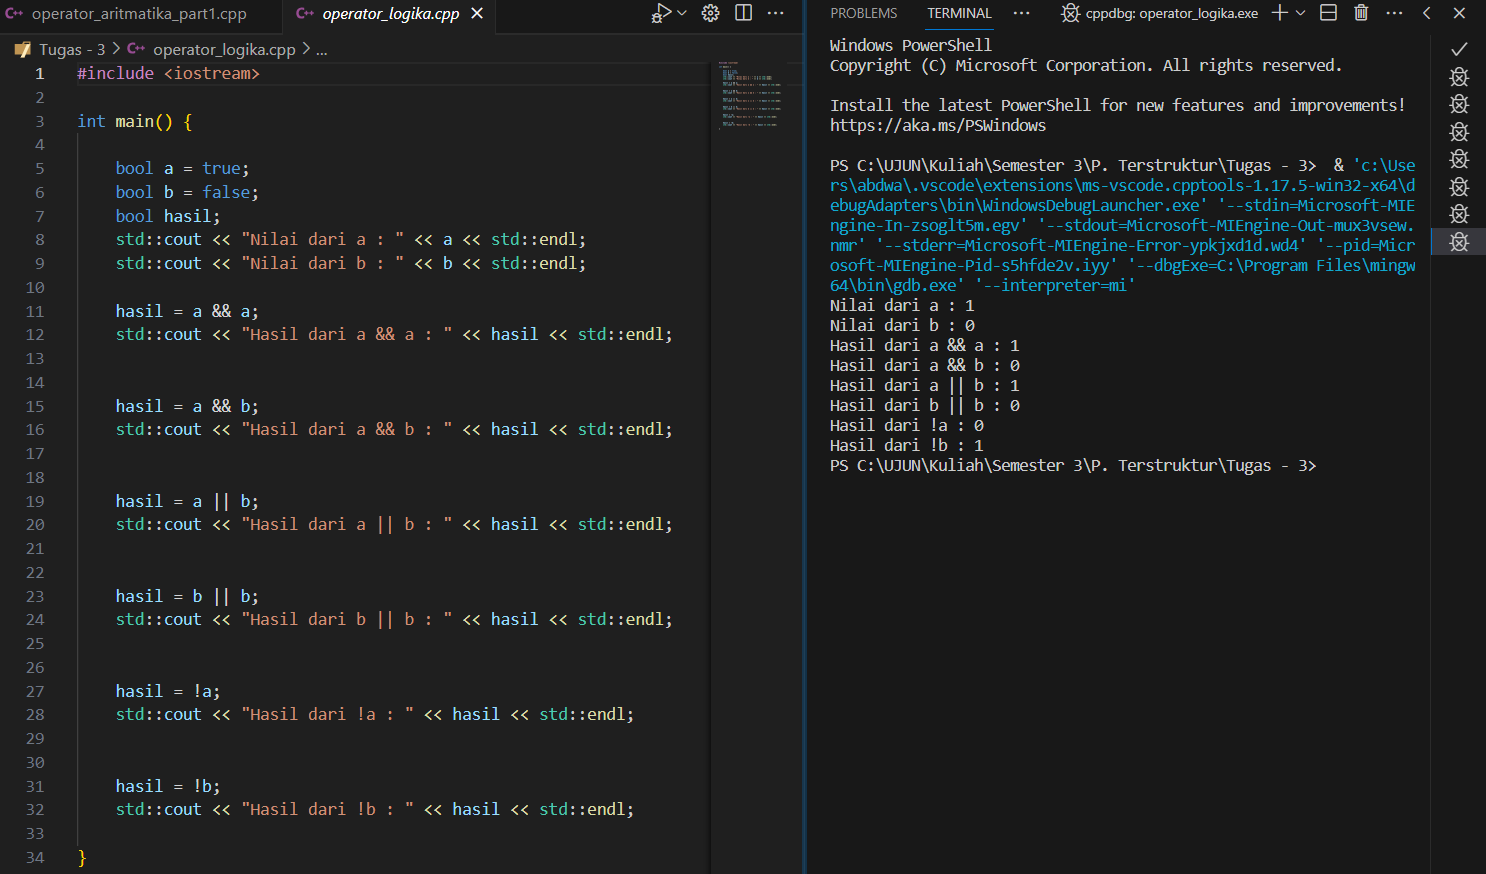 operator_aritmatika_part1.cpp
operator_logika.cpp
Tugas - 3 > operator_logika.cpp > ...
1 #include <iostream>
2
3 int main() {
4
5 bool a = true;
6 bool b = false;
7 bool hasil;
8 std::cout << "Nilai dari a : " << a << std::endl;
9 std::cout << "Nilai dari b : " << b << std::endl;
10
11 hasil = a && a;
12 std::cout << "Hasil dari a && a : " << hasil << std::endl;
13
14
15 hasil = a && b;
16 std::cout << "Hasil dari a && b : " << hasil << std::endl;
17
18
19 hasil = a || b;
20 std::cout << "Hasil dari a || b : " << hasil << std::endl;
21
22
23 hasil = b || b;
24 std::cout << "Hasil dari b || b : " << hasil << std::endl;
25
26
27 hasil = !a;
28 std::cout << "Hasil dari !a : " << hasil << std::endl;
29
30
31 hasil = !b;
32 std::cout << "Hasil dari !b : " << hasil << std::endl;
33
34 }
PROBLEMS TERMINAL ... cppdbg: operator_logika.exe
Windows PowerShell
Copyright (C) Microsoft Corporation. All rights reserved.
Install the latest PowerShell for new features and improvements!
https://aka.ms/PSWindows
PS C:\UJUN\Kuliah\Semester 3\P. Terstruktur\Tugas - 3> & 'c:\Use
rs\abdwa\.vscode\extensions\ms-vscode.cpptools-1.17.5-win32-x64\d
ebugAdapters\bin\WindowsDebugLauncher.exe' '--stdin=Microsoft-MIE
ngine-In-zsoglt5m.egv' '--stdout=Microsoft-MIEngine-Out-mux3vsew.
nmr' '--stderr=Microsoft-MIEngine-Error-ypkjxd1d.wd4' '--pid=Micr
osoft-MIEngine-Pid-s5hfde2v.iyy' '--dbgExe=C:\Program Files\mingw
64\bin\gdb.exe' '--interpreter=mi'
Nilai dari a : 1
Nilai dari b : 0
Hasil dari a && a : 1
Hasil dari a && b : 0
Hasil dari a || b : 1
Hasil dari b || b : 0
Hasil dari !a : 0
Hasil dari !b : 1
PS C:\UJUN\Kuliah\Semester 3\P. Terstruktur\Tugas - 3>